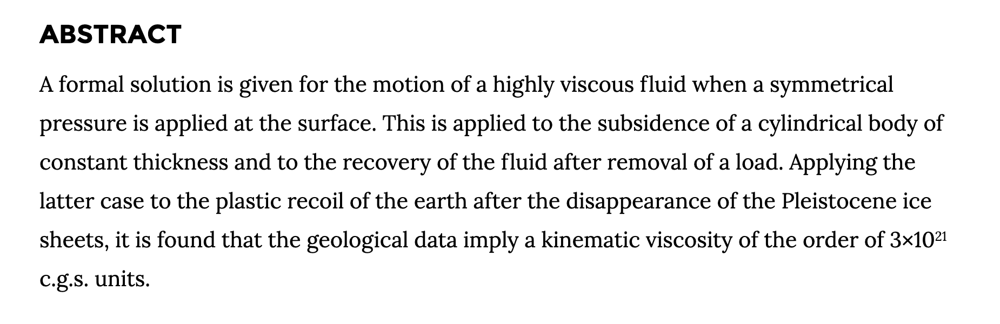 ABSTRACT
A formal solution is given for the motion of a highly viscous fluid when a symmetrical
pressure is applied at the surface. This is applied to the subsidence of a cylindrical body of
constant thickness and to the recovery of the fluid after removal of a load. Applying the
latter case to the plastic recoil of the earth after the disappearance of the Pleistocene ice
sheets, it is found that the geological data imply a kinematic viscosity of the order of 3×10²¹
c.g.s. units.